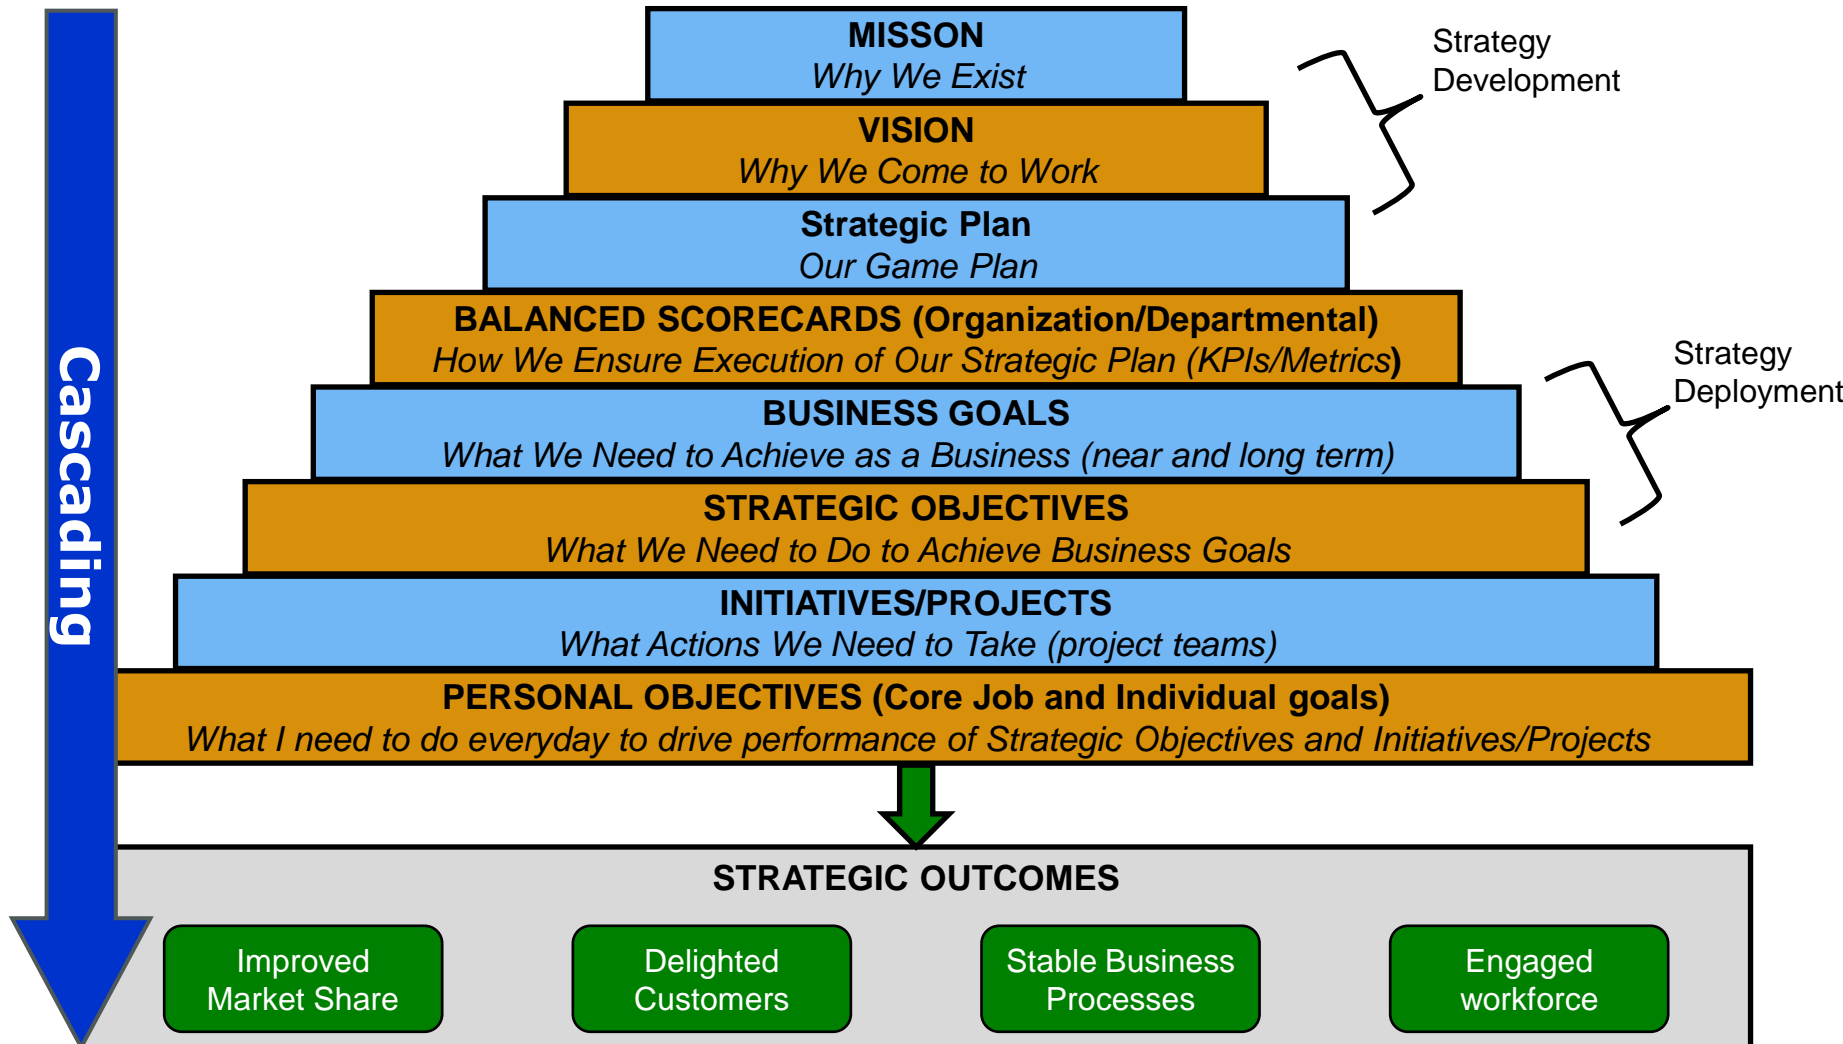 MISSON
Why We Exist
Strategy
Development
VISION
Why We Come to Work
Strategic Plan
Our Game Plan
BALANCED SCORECARDS (Organization/Departmental)
How We Ensure Execution of Our Strategic Plan (KPIs/Metrics)
Strategy
Deployment
BUSINESS GOALS
What We Need to Achieve as a Business (near and long term)
STRATEGIC OBJECTIVES
What We Need to Do to Achieve Business Goals
INITIATIVES/PROJECTS
What Actions We Need to Take (project teams)
PERSONAL OBJECTIVES (Core Job and Individual goals)
What I need to do everyday to drive performance of Strategic Objectives and Initiatives/Projects
Cascading
STRATEGIC OUTCOMES
Improved
Market Share
Delighted
Customers
Stable Business
Processes
Engaged
workforce